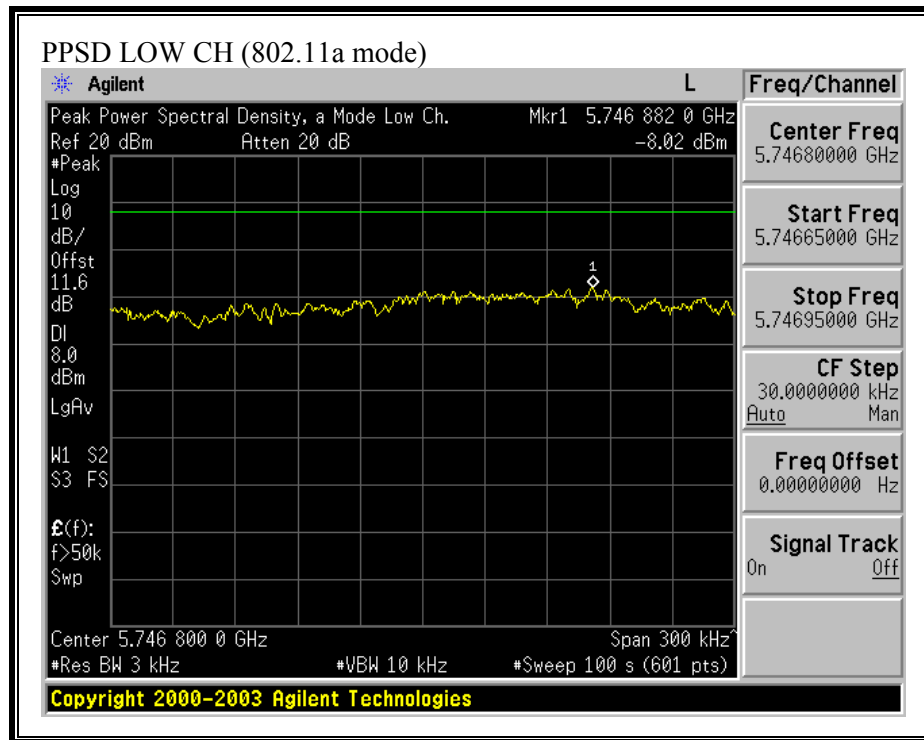 PPSD LOW CH (802.11a mode)
Agilent L Freq/Channel
Peak Power Spectral Density, a Mode Low Ch. Mkr1 5.746 882 0 GHz
Ref 20 dBm Atten 20 dB -8.02 dBm
#Peak
Log
10
dB/
Offst
11.6
dB
DI
8.0
dBm
LgAv
W1 S2
S3 FS
£(f):
f>50k
Swp
1
Center 5.746 800 0 GHz Span 300 kHz^
#Res BW 3 kHz #VBW 10 kHz #Sweep 100 s (601 pts)
Center Freq
5.74680000 GHz
Start Freq
5.74665000 GHz
Stop Freq
5.74695000 GHz
CF Step
30.0000000 kHz
Auto Man
Freq Offset
0.00000000 Hz
Signal Track
On Off
Copyright 2000-2003 Agilent Technologies